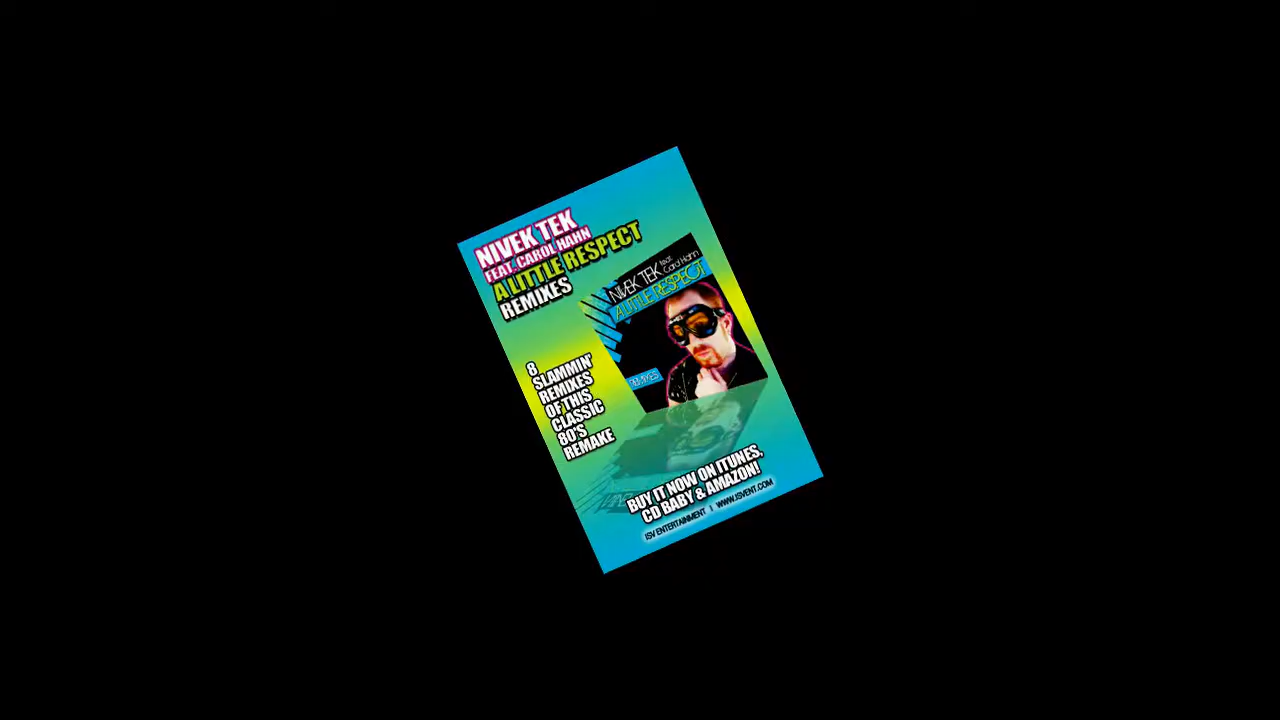 NIVEK TEK
FEAT. CAROL HAHN
A LITTLE RESPECT
REMIXES
NIVEK TEK feat. Carol Hahn
A LITTLE RESPECT
REMIXES
8
SLAMMIN'
REMIXES
OF THIS
CLASSIC
80'S
REMAKE
BUY IT NOW ON ITUNES,
CD BABY & AMAZON!
ISV ENTERTAINMENT | WWW.ISVENT.COM